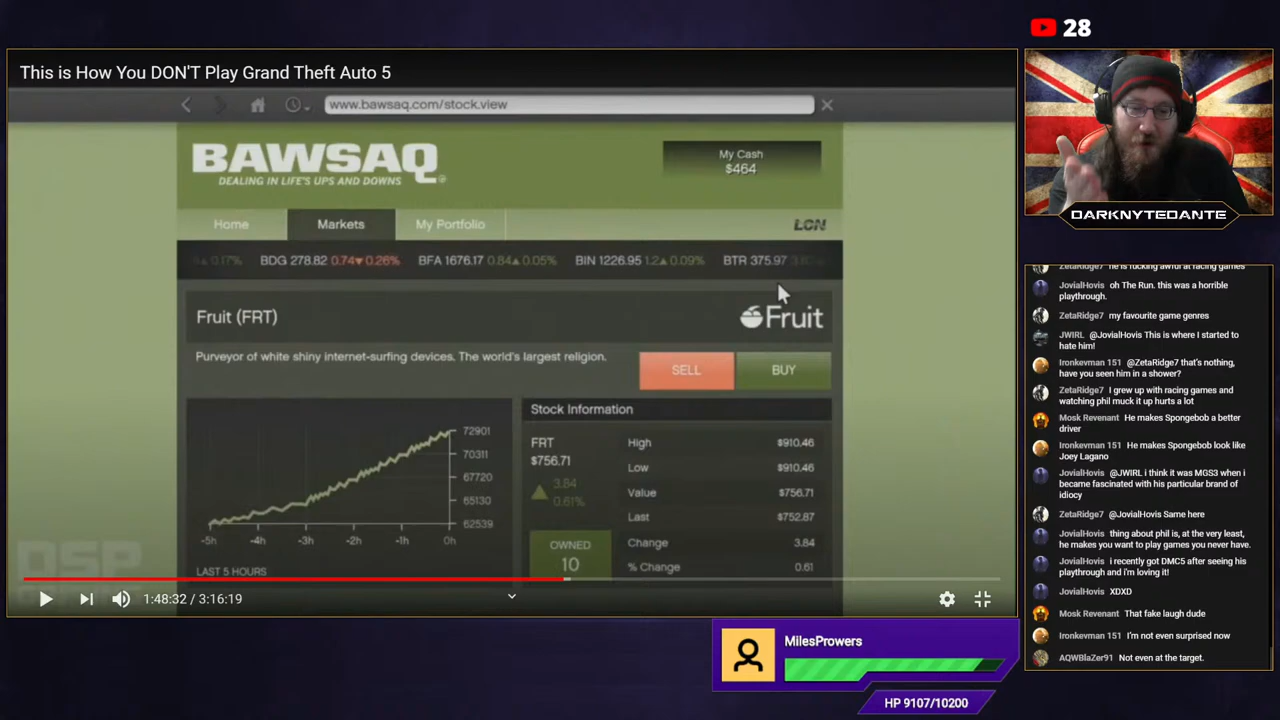 28
This is How You DON'T Play Grand Theft Auto 5
www.bawsaq.com/stock.view
BAWSAQ
DEALING IN LIFE'S UPS AND DOWNS
My Cash
$464
Home
Markets
My Portfolio
LCN
0.17% BDG 278.82 0.74 0.26% BFA 1676.17 0.84 0.05% BIN 1226.95 1.2 0.09% BTR 375.97
Fruit (FRT)
Fruit
Purveyor of white shiny internet-surfing devices. The world's largest religion.
SELL
BUY
72901
70311
67720
65130
62539
-5h -4h -3h -2h -1h 0h
LAST 5 HOURS
Stock Information
FRT
$756.71
3.84
0.61%
OWNED
10
High $910.46
Low $910.46
Value $756.71
Last $752.87
Change 3.84
% Change 0.61
DSP
1:48:32 / 3:16:19
DARKNYTEDANTE
ZetaRidge7 he is fucking awful at racing games
JovialHovis oh The Run. this was a horrible
playthrough.
ZetaRidge7 my favourite game genres
JWIRL @JovialHovis This is where I started to
hate him!
Ironkevman 151 @ZetaRidge7 that's nothing,
have you seen him in a shower?
ZetaRidge7 I grew up with racing games and
watching phil muck it up hurts a lot
Mosk Revenant He makes Spongebob a better
driver
Ironkevman 151 He makes Spongebob look like
Joey Lagano
JovialHovis @JWIRL i think it was MGS3 when i
became fascinated with his particular brand of
idiocy
ZetaRidge7 @JovialHovis Same here
JovialHovis thing about phil is, at the very least,
he makes you want to play games you never have.
JovialHovis i recently got DMC5 after seeing his
playthrough and i'm loving it!
JovialHovis XDXD
Mosk Revenant That fake laugh dude
Ironkevman 151 I'm not even surprised now
AQWBlaZer91 Not even at the target.
MilesProwers
HP 9107/10200